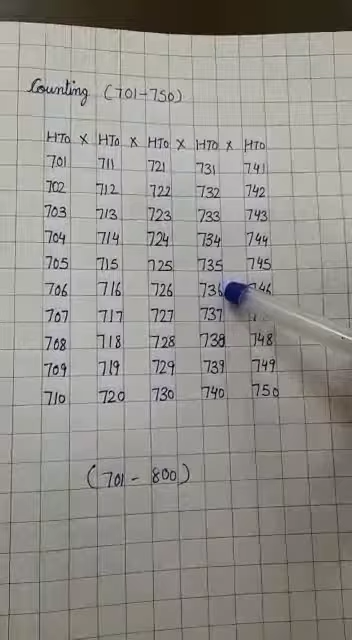 Counting (701-750)
HTO x HTO x HTO x HTO x HTO
701 711 721 731 741
702 712 722 732 742
703 713 723 733 743
704 714 724 734 744
705 715 725 735 745
706 716 726 736 746
707 717 727 737
708 718 728 738 748
709 719 729 739 749
710 720 730 740 750
(701 - 800)